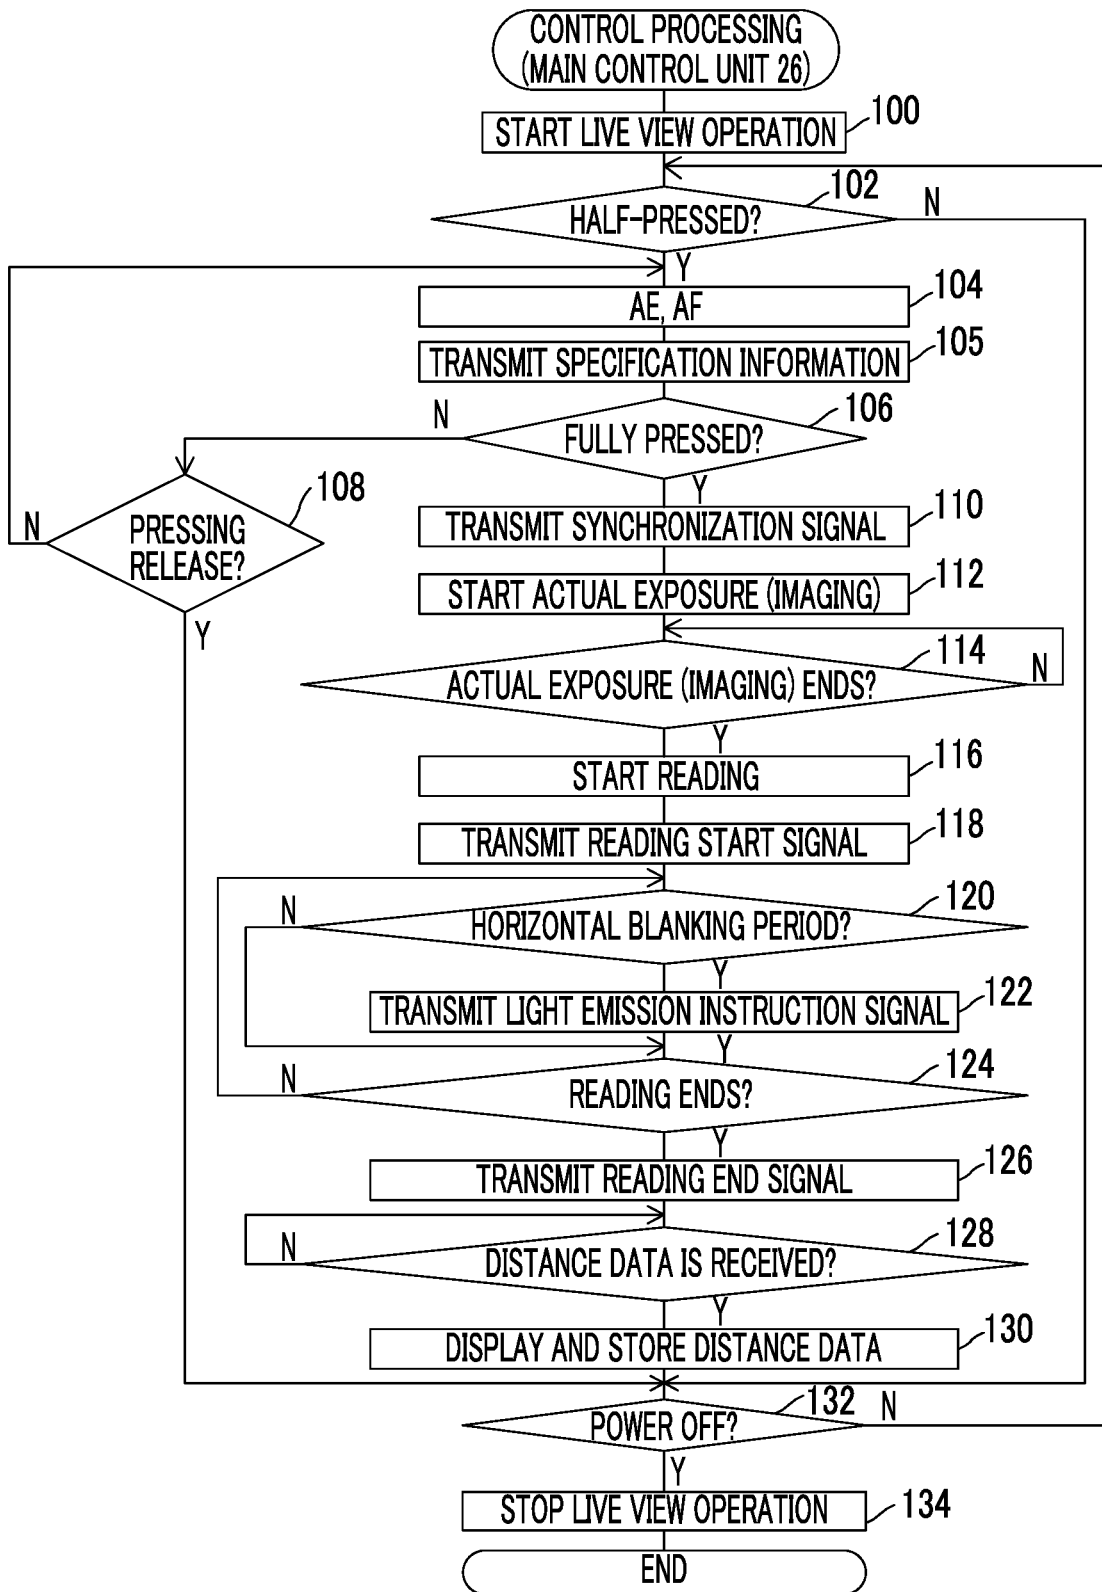 CONTROL PROCESSING
(MAIN CONTROL UNIT 26)
START LIVE VIEW OPERATION
100
HALF-PRESSED?
102
N
Y
AE, AF
104
TRANSMIT SPECIFICATION INFORMATION
105
FULLY PRESSED?
106
N
Y
PRESSING
RELEASE?
108
N
Y
TRANSMIT SYNCHRONIZATION SIGNAL
110
START ACTUAL EXPOSURE (IMAGING)
112
ACTUAL EXPOSURE (IMAGING) ENDS?
114
N
Y
START READING
116
TRANSMIT READING START SIGNAL
118
HORIZONTAL BLANKING PERIOD?
120
N
Y
TRANSMIT LIGHT EMISSION INSTRUCTION SIGNAL
122
Y
READING ENDS?
124
N
Y
TRANSMIT READING END SIGNAL
126
DISTANCE DATA IS RECEIVED?
128
N
Y
DISPLAY AND STORE DISTANCE DATA
130
POWER OFF?
132
N
Y
STOP LIVE VIEW OPERATION
134
END